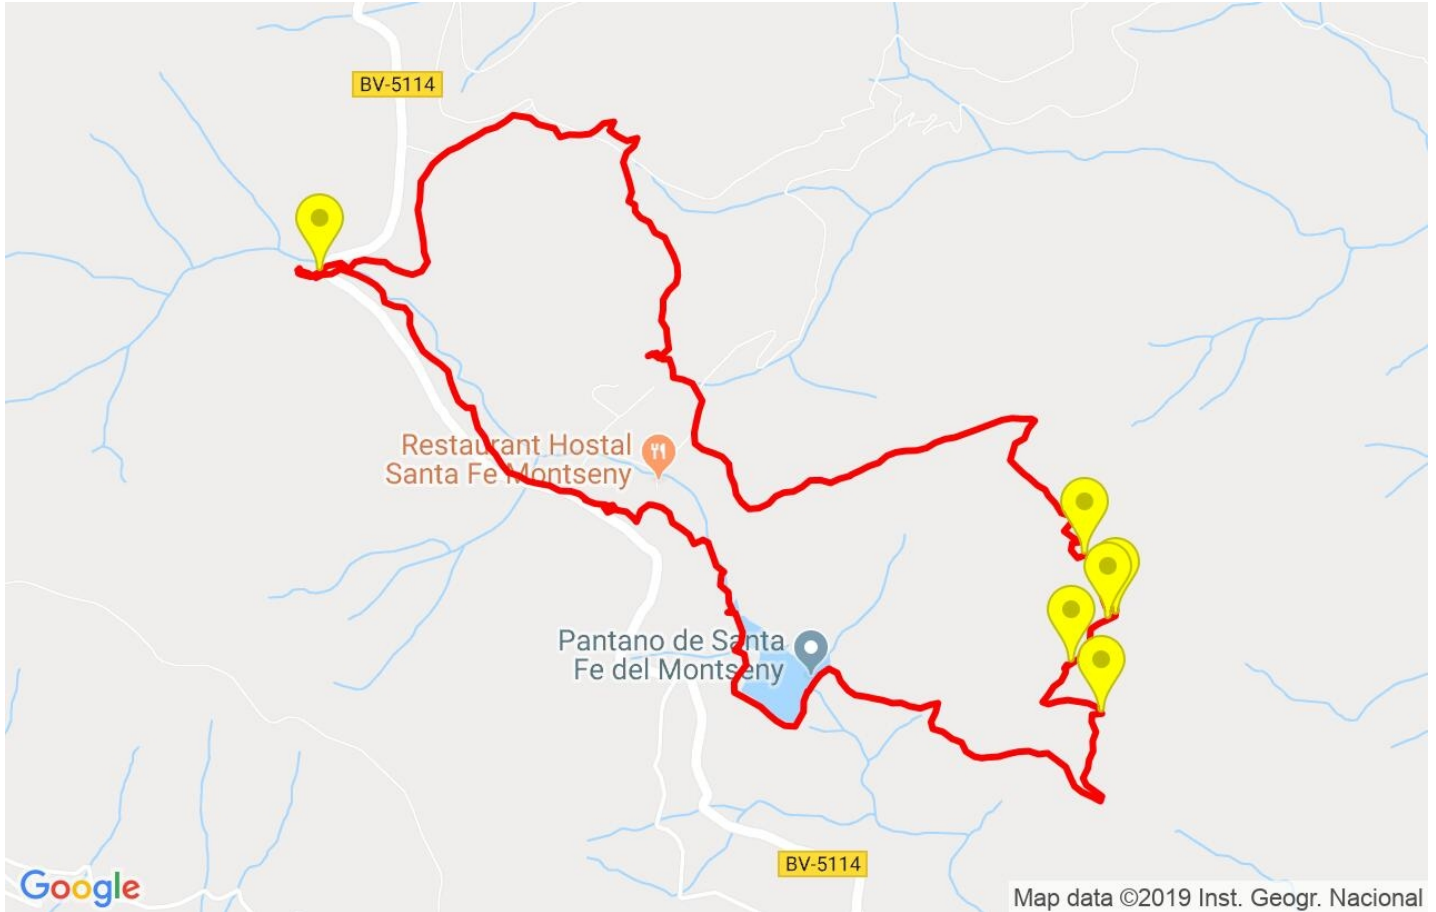 BV-5114
Restaurant Hostal
Santa Fe Montseny
Pantano de Santa
Fe del Montseny
BV-5114
Google
Map data ©2019 Inst. Geogr. Nacional